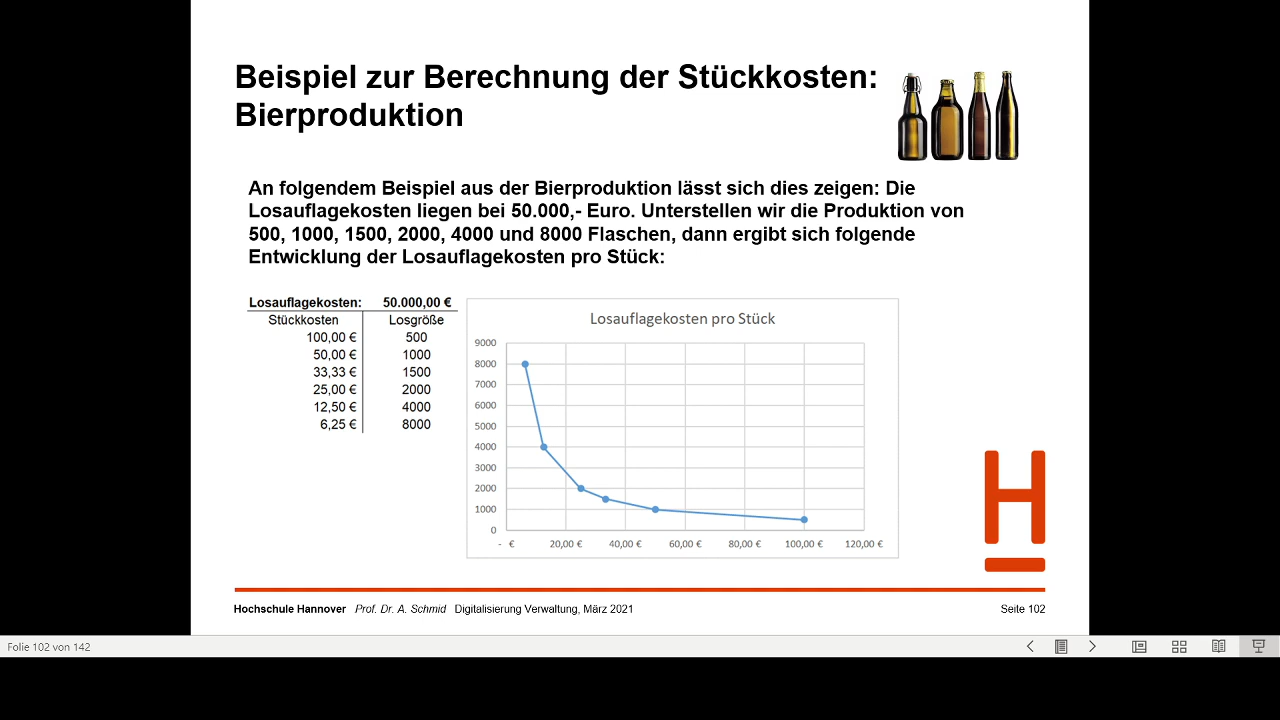 Beispiel zur Berechnung der Stückkosten:
Bierproduktion
An folgendem Beispiel aus der Bierproduktion lässt sich dies zeigen: Die
Losauflagekosten liegen bei 50.000,- Euro. Unterstellen wir die Produktion von
500, 1000, 1500, 2000, 4000 und 8000 Flaschen, dann ergibt sich folgende
Entwicklung der Losauflagekosten pro Stück:
Losauflagekosten: 50.000,00 €
Stückkosten Losgröße
100,00 € 500
50,00 € 1000
33,33 € 1500
25,00 € 2000
12,50 € 4000
6,25 € 8000
Losauflagekosten pro Stück
9000
8000
7000
6000
5000
4000
3000
2000
1000
0
- € 20,00 € 40,00 € 60,00 € 80,00 € 100,00 € 120,00 €
H
Hochschule Hannover Prof. Dr. A. Schmid Digitalisierung Verwaltung, März 2021 Seite 102
Folie 102 von 142